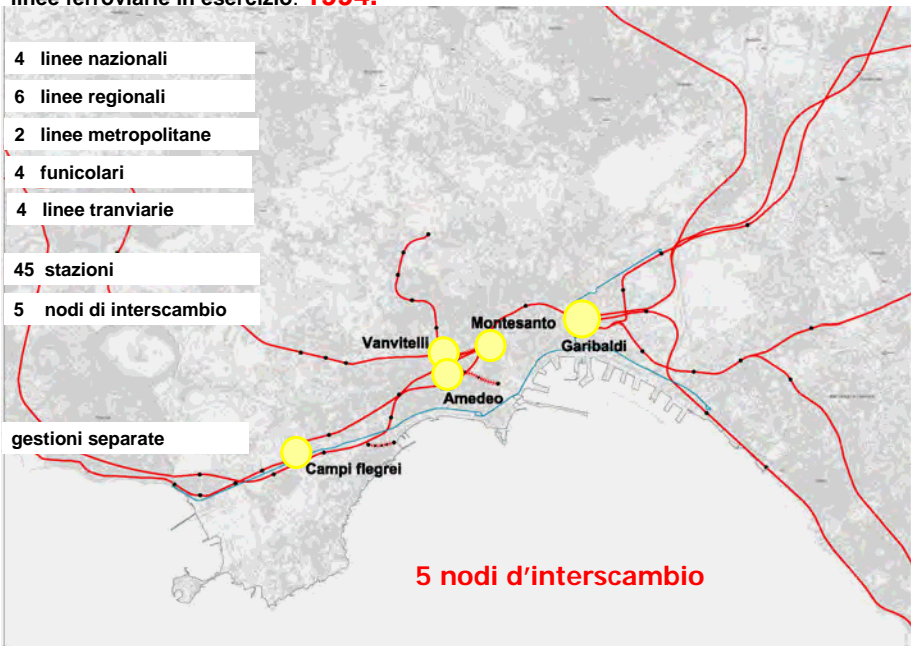 linee ferroviarie in esercizio: 1994.
4 linee nazionali
6 linee regionali
2 linee metropolitane
4 funicolari
4 linee tranviarie
45 stazioni
5 nodi di interscambio
Montesanto
Vanvitelli
Garibaldi
Amedeo
gestioni separate
Campi flegrei
5 nodi d'interscambio